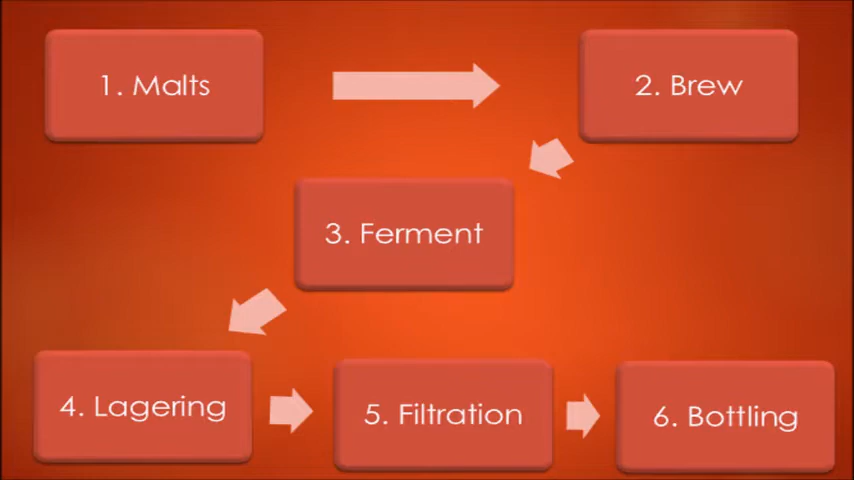 1. Malts
2. Brew
3. Ferment
4. Lagering
5. Filtration
6. Bottling